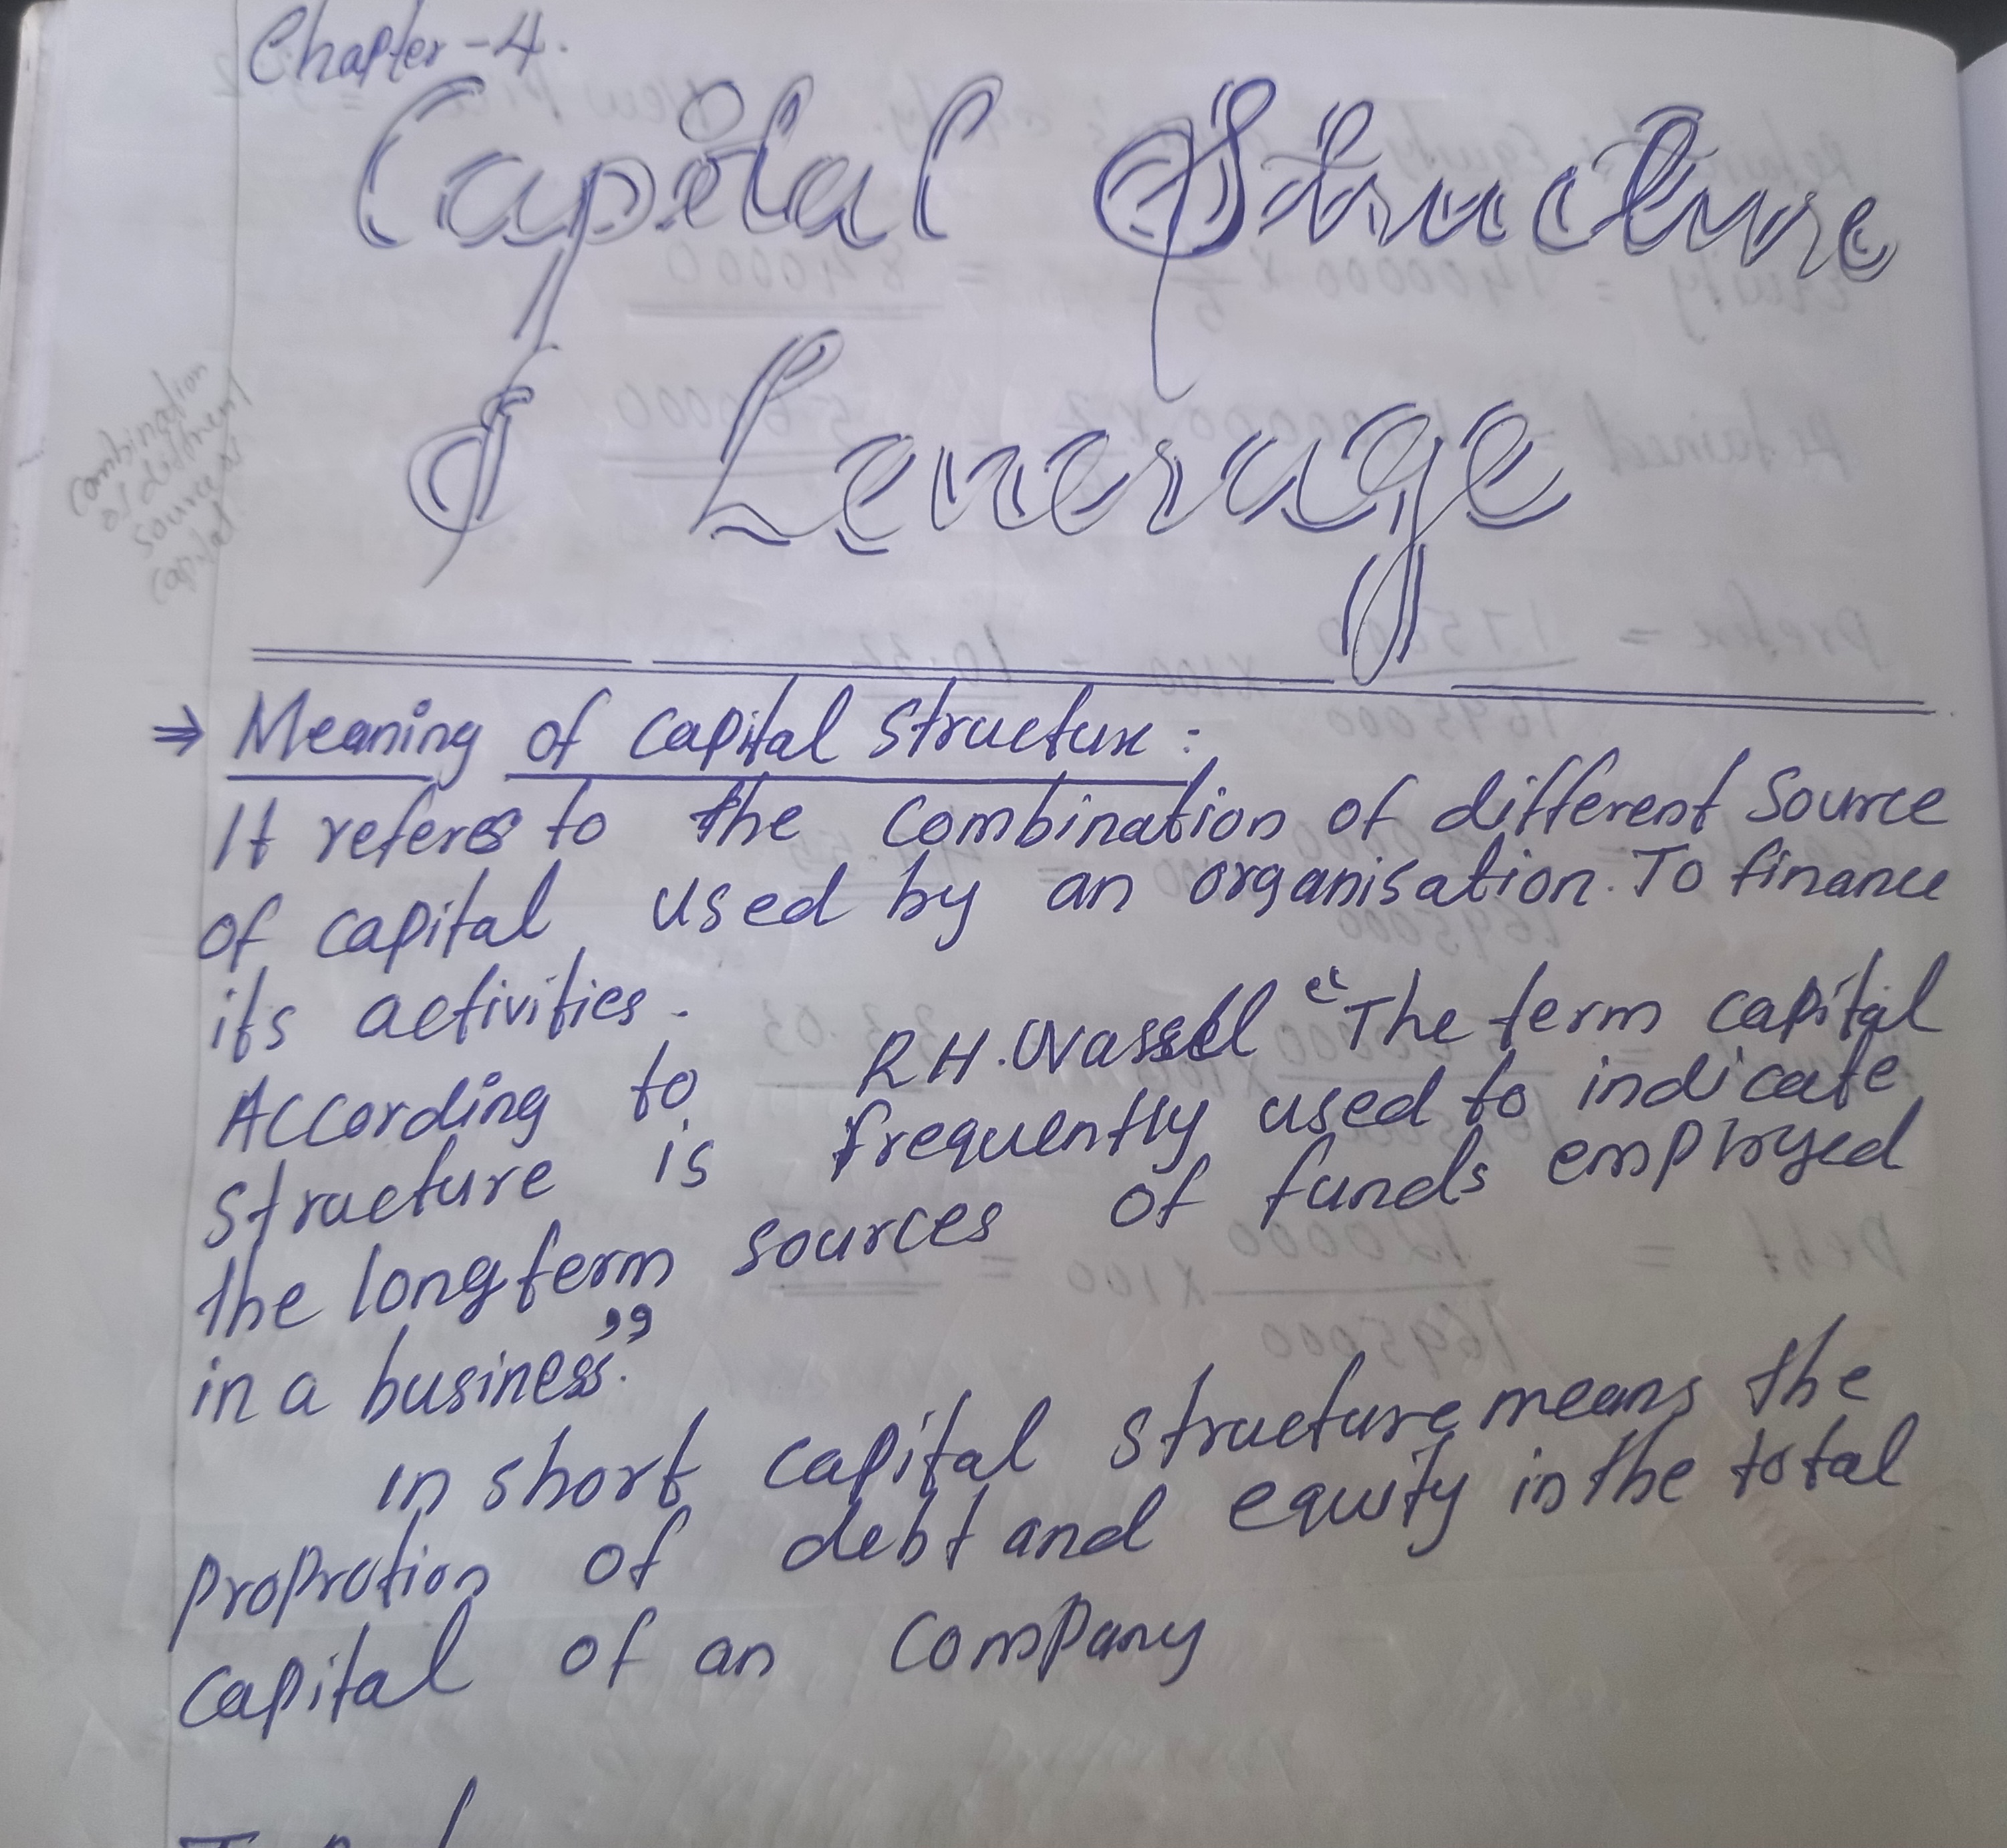 Chapter-4.
Capital Structure
& Leverage
combination
of different
source of
capital
⇒ Meaning of capital structure :
It referes to the combination of different source
of capital used by an organisation. To finance
its activities.
According to R.H. Wassel "The term capital
structure is frequently used to indicate
the long term sources of funds employed
in a business."
in short capital structure means the
proprotion of debt and equity in the total
capital of an company